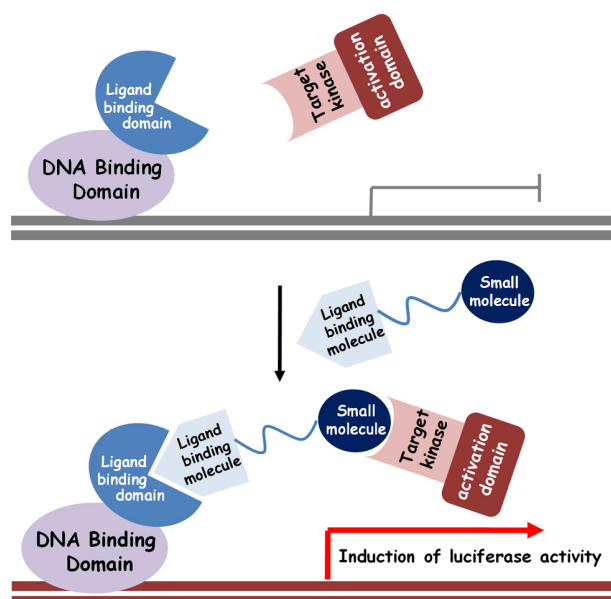 Ligand
binding
domain
DNA Binding
Domain
Target
kinase
activation
domain
Ligand
binding
molecule
Small
molecule
Ligand
binding
domain
DNA Binding
Domain
Ligand
binding
molecule
Small
molecule
Target
kinase
activation
domain
Induction of luciferase activity